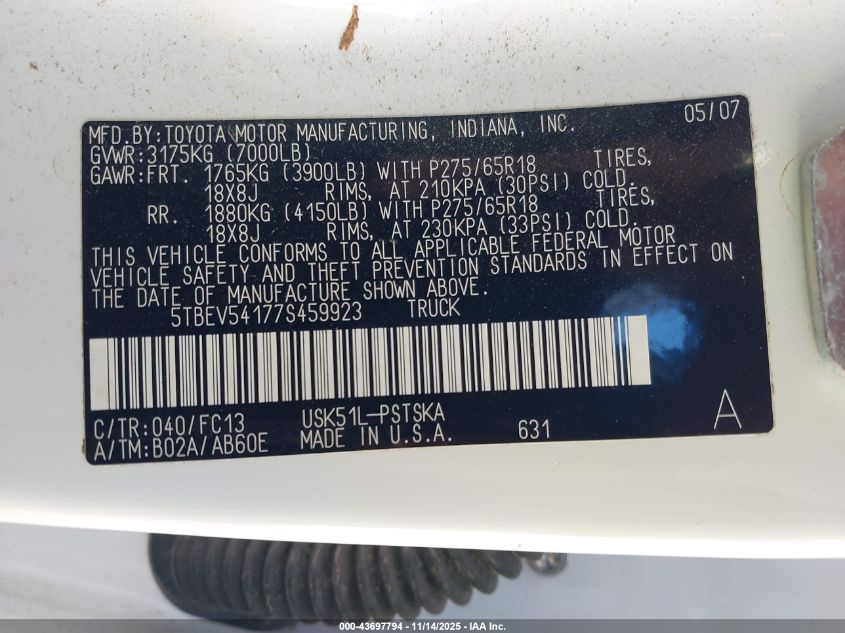 05/07
MFD.BY:TOYOTA MOTOR MANUFACTURING, INDIANA, INC.
GVWR:3175KG (7000LB)
GAWR:FRT. 1765KG (3900LB) WITH P275/65R18 TIRES,
18X8J RIMS, AT 210KPA (30PSI) COLD.
RR. 1880KG (4150LB) WITH P275/65R18 TIRES,
18X8J RIMS, AT 230KPA (33PSI) COLD.
THIS VEHICLE CONFORMS TO ALL APPLICABLE FEDERAL MOTOR
VEHICLE SAFETY AND THEFT PREVENTION STANDARDS IN EFFECT ON
THE DATE OF MANUFACTURE SHOWN ABOVE.
5TBEV54177S459923 TRUCK
C/TR:040/FC13 USK51L-PSTSKA
A/TM:B02A/AB60E MADE IN U.S.A. 631 A
000-43697794 - 11/14/2025 - IAA Inc.